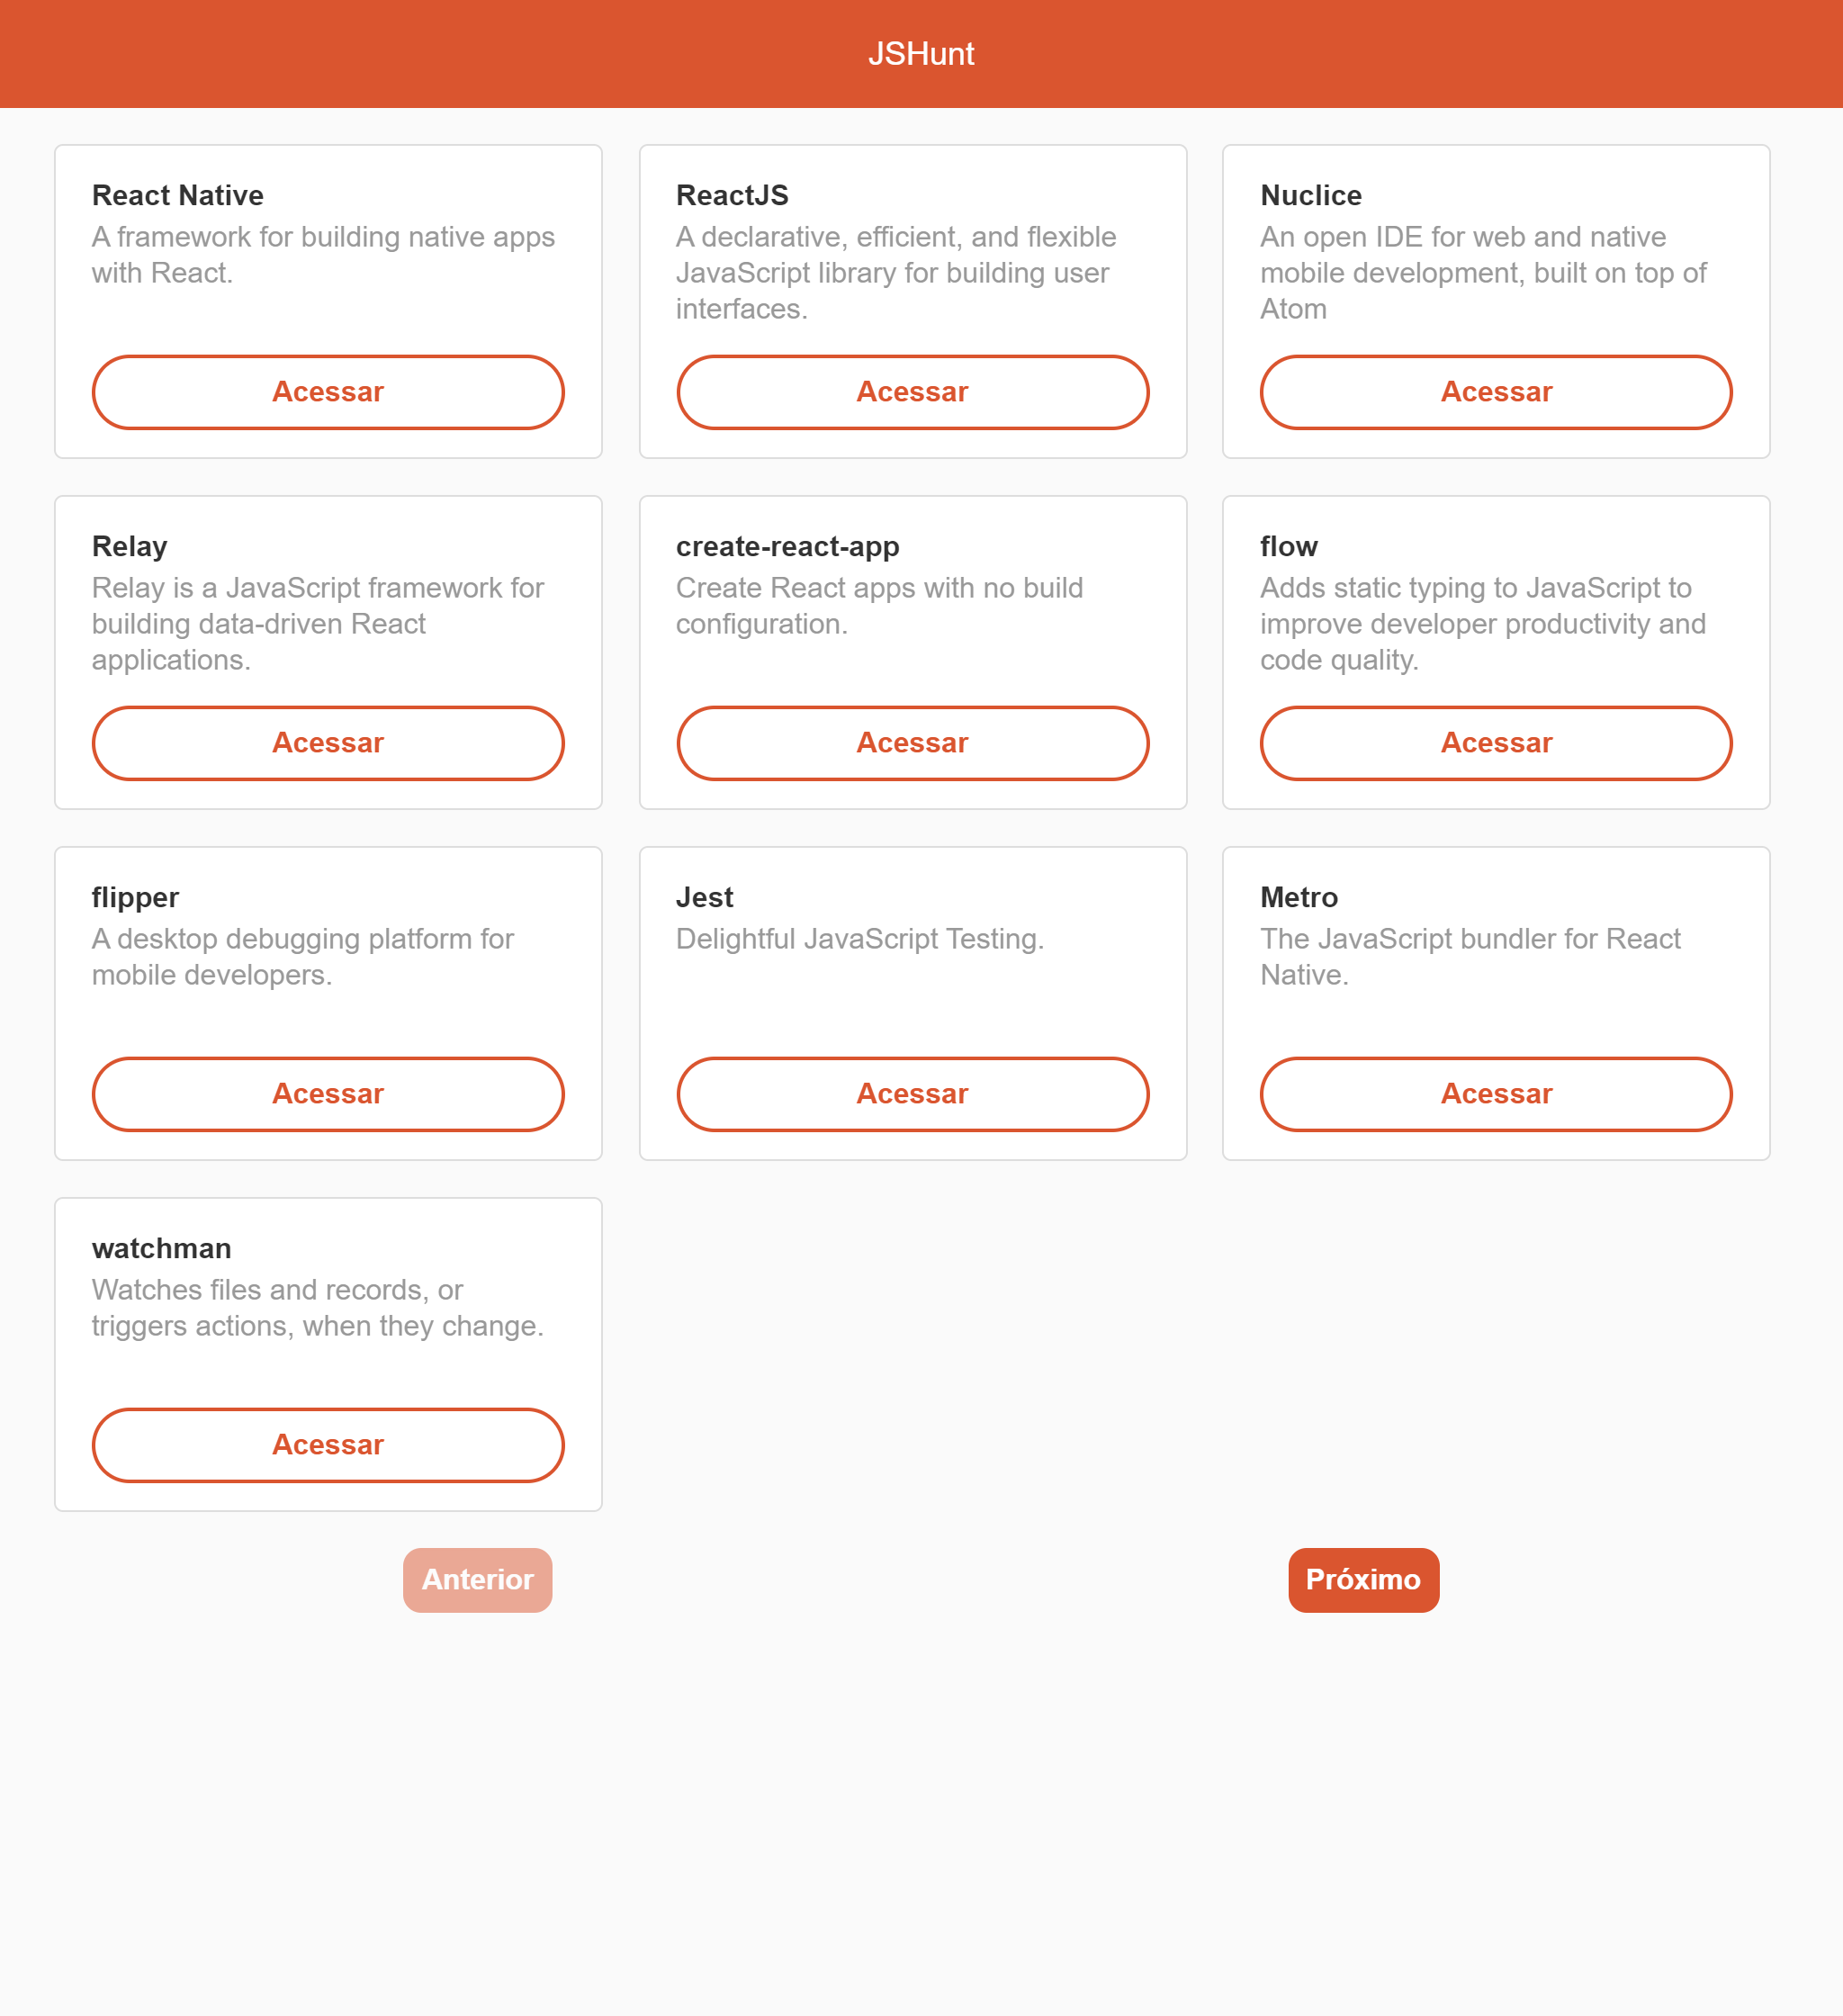 JSHunt
React Native
A framework for building native apps
with React.
Acessar
ReactJS
A declarative, efficient, and flexible
JavaScript library for building user
interfaces.
Acessar
Nuclice
An open IDE for web and native
mobile development, built on top of
Atom
Acessar
Relay
Relay is a JavaScript framework for
building data-driven React
applications.
Acessar
create-react-app
Create React apps with no build
configuration.
Acessar
flow
Adds static typing to JavaScript to
improve developer productivity and
code quality.
Acessar
flipper
A desktop debugging platform for
mobile developers.
Acessar
Jest
Delightful JavaScript Testing.
Acessar
Metro
The JavaScript bundler for React
Native.
Acessar
watchman
Watches files and records, or
triggers actions, when they change.
Acessar
Anterior
Próximo